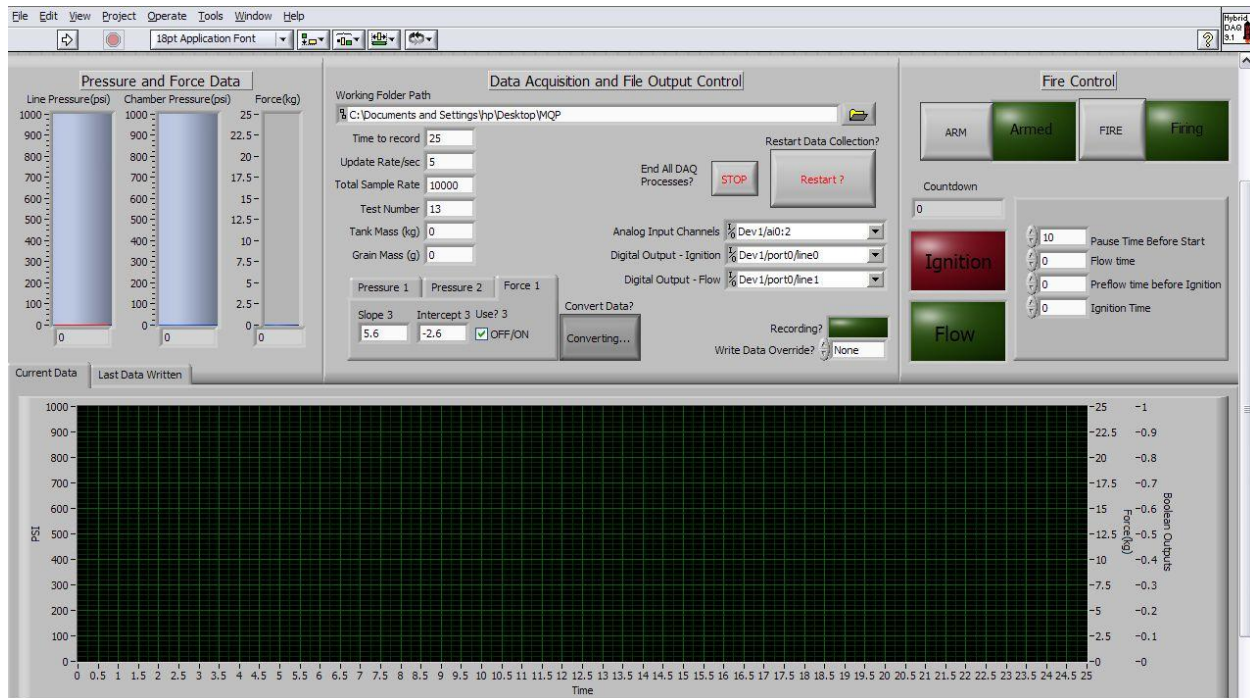 File Edit View Project Operate Tools Window Help
Hybrid
DAQ
3.1
18pt Application Font
?
Pressure and Force Data
Line Pressure(psi) Chamber Pressure(psi) Force(kg)
1000 1000 25
900 900 22.5
800 800 20
700 700 17.5
600 600 15
500 500 12.5
400 400 10
300 300 7.5
200 200 5
100 100 2.5
0 0 0
0 0 0
Data Acquisition and File Output Control
Working Folder Path
C:\Documents and Settings\hp\Desktop\MQP
Time to record 25
Update Rate/sec 5
Total Sample Rate 10000
Test Number 13
Tank Mass (kg) 0
Grain Mass (g) 0
Restart Data Collection?
End All DAQ
Processes?
STOP
Restart ?
Analog Input Channels Dev1/ai0:2
Digital Output - Ignition Dev1/port0/line0
Digital Output - Flow Dev1/port0/line1
Pressure 1 Pressure 2 Force 1
Slope 3 Intercept 3 Use? 3
5.6 -2.6 OFF/ON
Convert Data?
Converting...
Recording?
Write Data Override? None
Fire Control
ARM Armed FIRE Firing
Countdown
0
Ignition
Flow
10 Pause Time Before Start
0 Flow time
0 Preflow time before Ignition
0 Ignition Time
Current Data Last Data Written
1000 25 1
900 22.5 0.9
800 20 0.8
700 17.5 0.7
600 15 0.6
500 12.5 0.5
400 10 0.4
300 7.5 0.3
200 5 0.2
100 2.5 0.1
0 0 0
PSI
Force(kg)
Boolean Outputs
0 0.5 1 1.5 2 2.5 3 3.5 4 4.5 5 5.5 6 6.5 7 7.5 8 8.5 9 9.5 10 10.5 11 11.5 12 12.5 13 13.5 14 14.5 15 15.5 16 16.5 17 17.5 18 18.5 19 19.5 20 20.5 21 21.5 22 22.5 23 23.5 24 24.5 25
Time